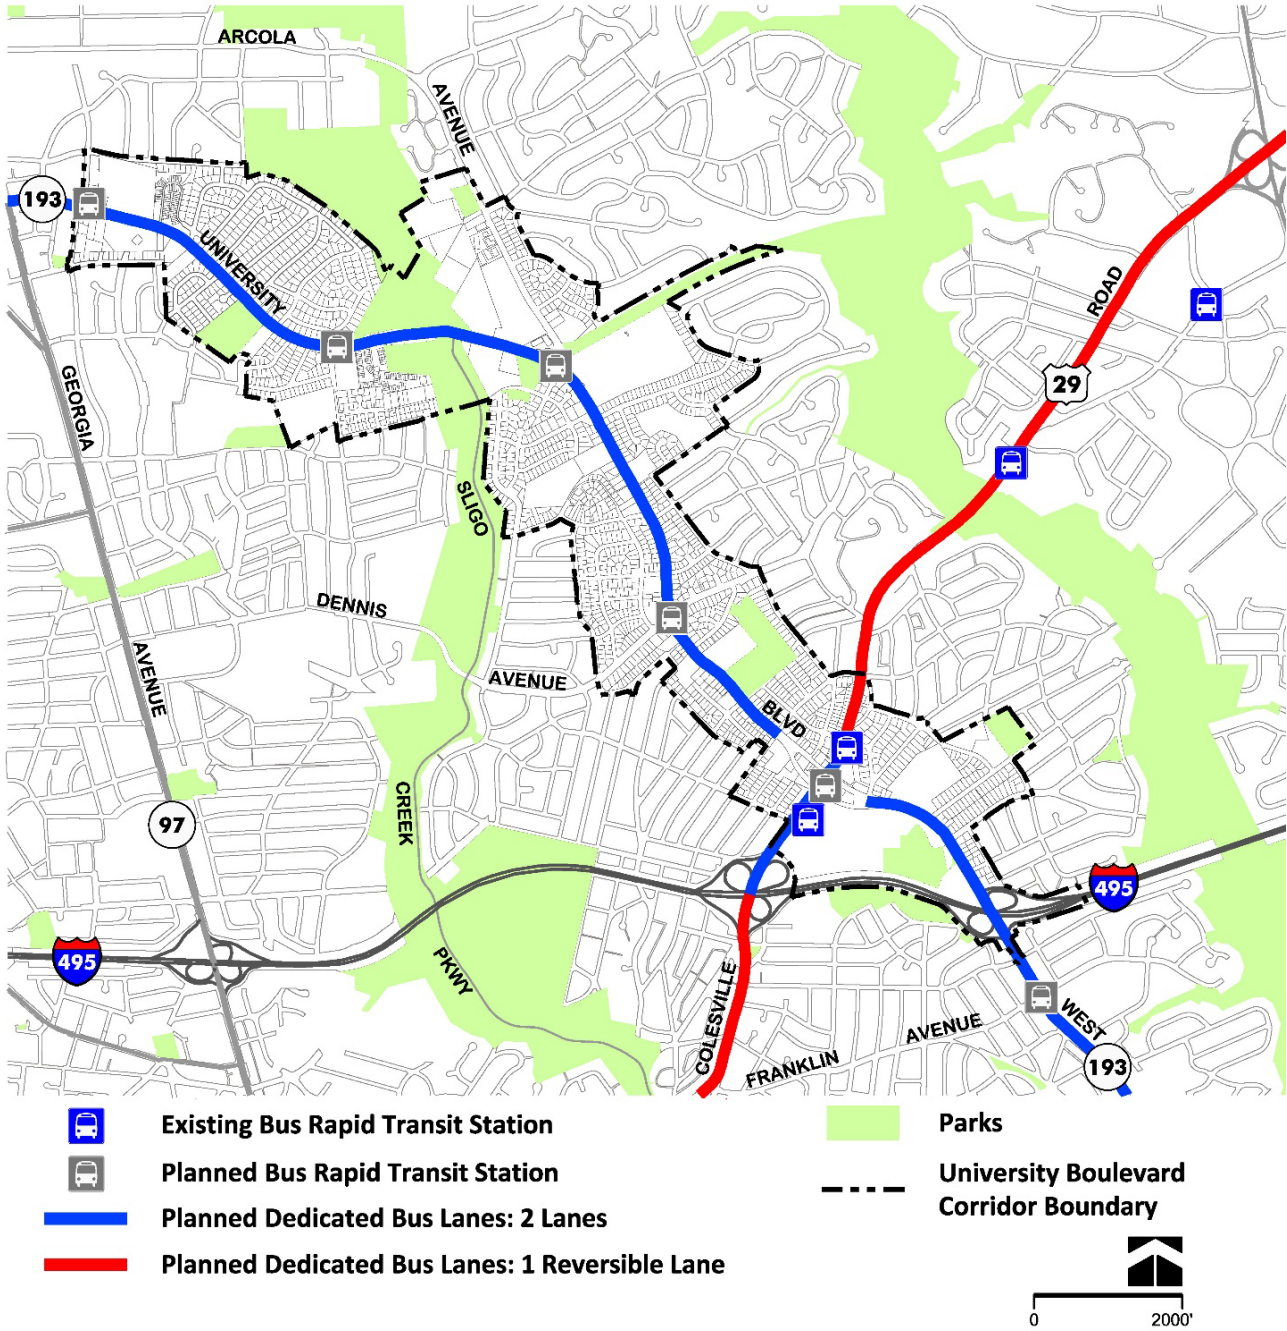 ARCOLA
AVENUE
193
UNIVERSITY
ROAD
29
GEORGIA
SLIGO
DENNIS
AVENUE
AVENUE
BLVD
CREEK
97
495
495
PKWY
COLESVILLE
WEST
AVENUE
FRANKLIN
193
Existing Bus Rapid Transit Station
Planned Bus Rapid Transit Station
Planned Dedicated Bus Lanes: 2 Lanes
Planned Dedicated Bus Lanes: 1 Reversible Lane
Parks
University Boulevard
Corridor Boundary
0 2000'